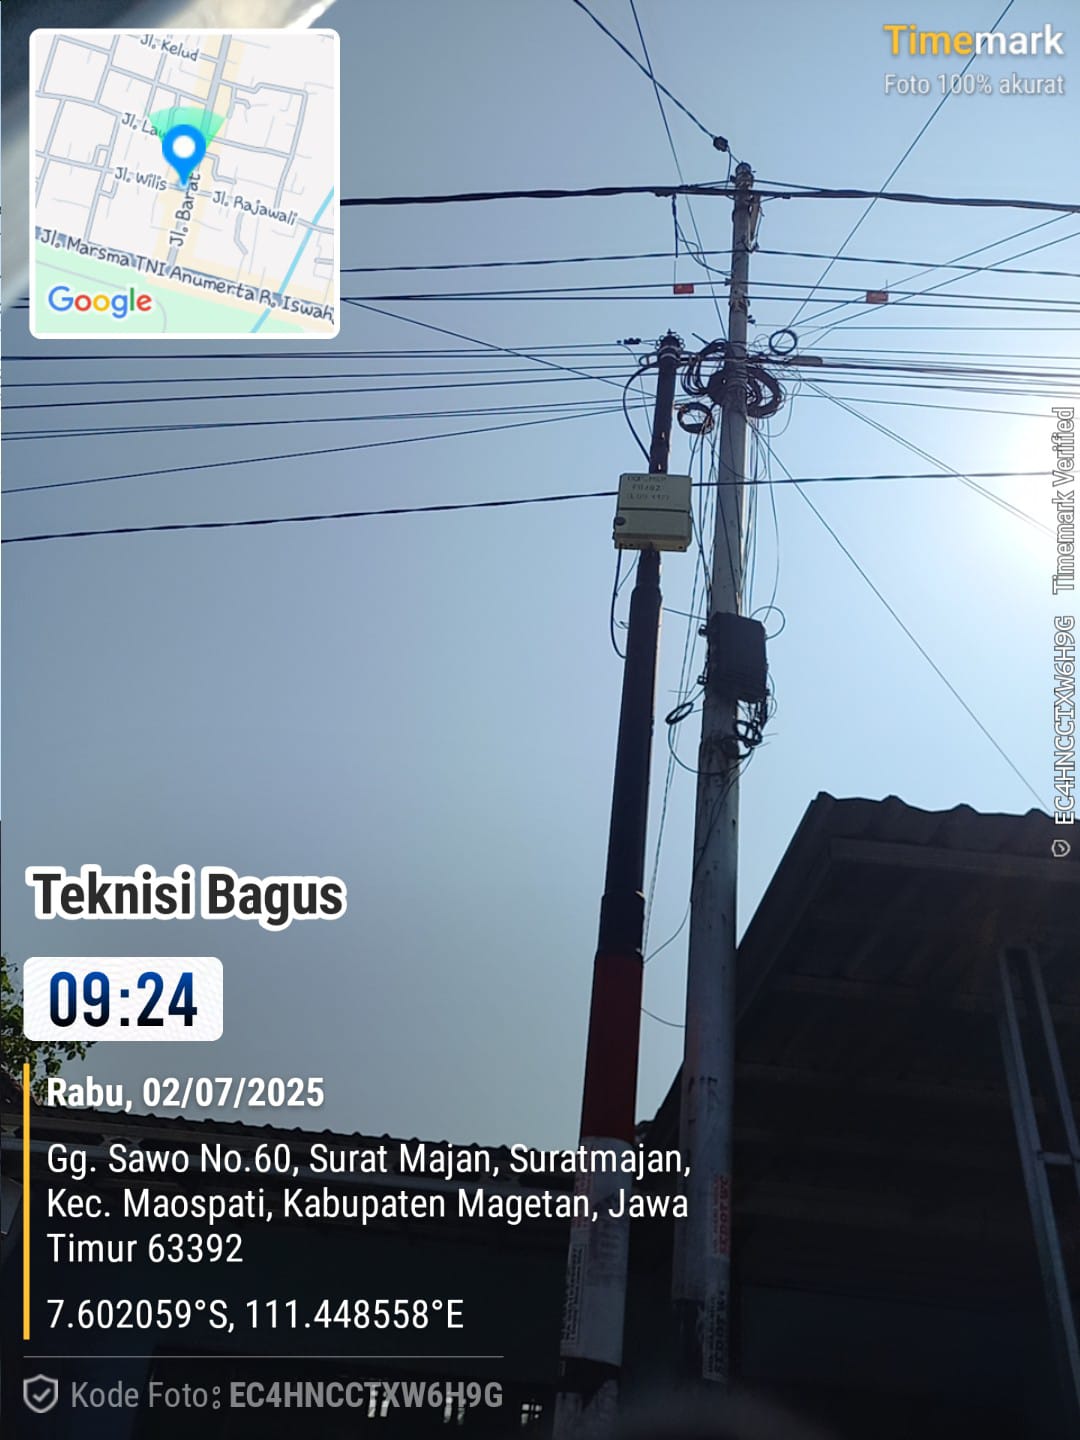 Timemark
Foto 100% akurat
Jl. Kelud
Jl. Wilis
Jl. Barat
Jl. Rajawali
Jl. Marsma TNI Anumerta R. Iswah
Google
EC4HNCCTXW6H9G Timemark Verified
Teknisi Bagus
09:24
Rabu, 02/07/2025
Gg. Sawo No.60, Surat Majan, Suratmajan,
Kec. Maospati, Kabupaten Magetan, Jawa
Timur 63392
7.602059°S, 111.448558°E
Kode Foto: EC4HNCCTXW6H9G